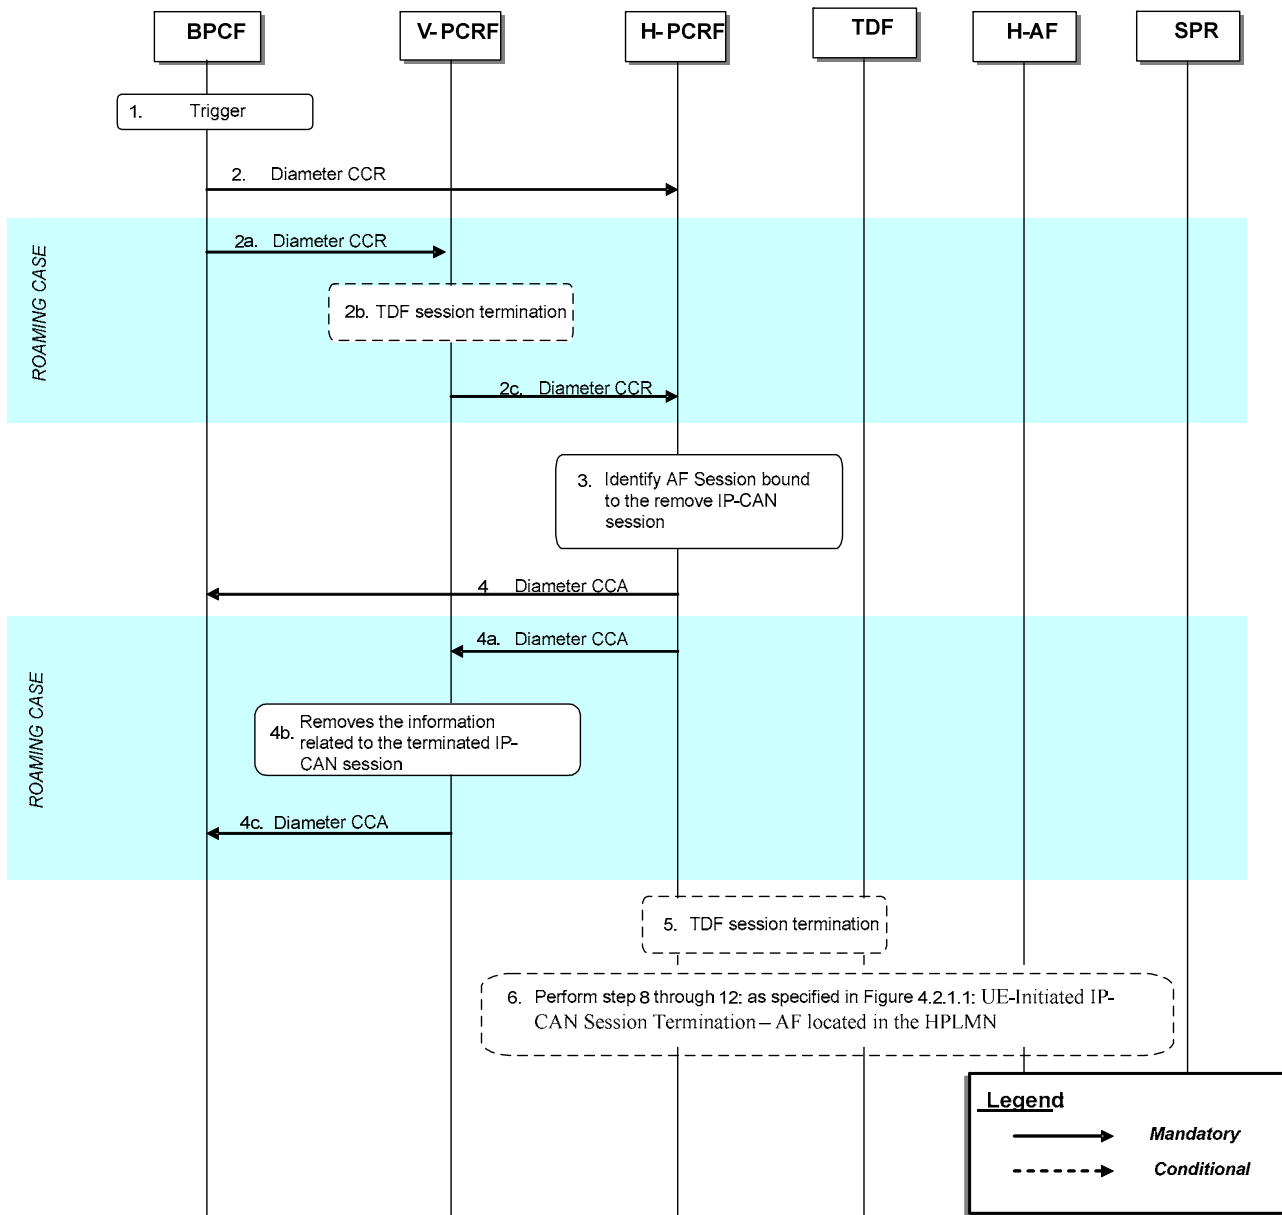 BPCF
V-PCRF
H-PCRF
TDF
H-AF
SPR
1. Trigger
2. Diameter CCR
ROAMING CASE
2a. Diameter CCR
2b. TDF session termination
2c. Diameter CCR
3. Identify AF Session bound
to the remove IP-CAN
session
4 Diameter CCA
ROAMING CASE
4a. Diameter CCA
4b. Removes the information
related to the terminated IP-
CAN session
4c. Diameter CCA
5. TDF session termination
6. Perform step 8 through 12: as specified in Figure 4.2.1.1: UE-Initiated IP-
CAN Session Termination – AF located in the HPLMN
Legend
Mandatory
Conditional